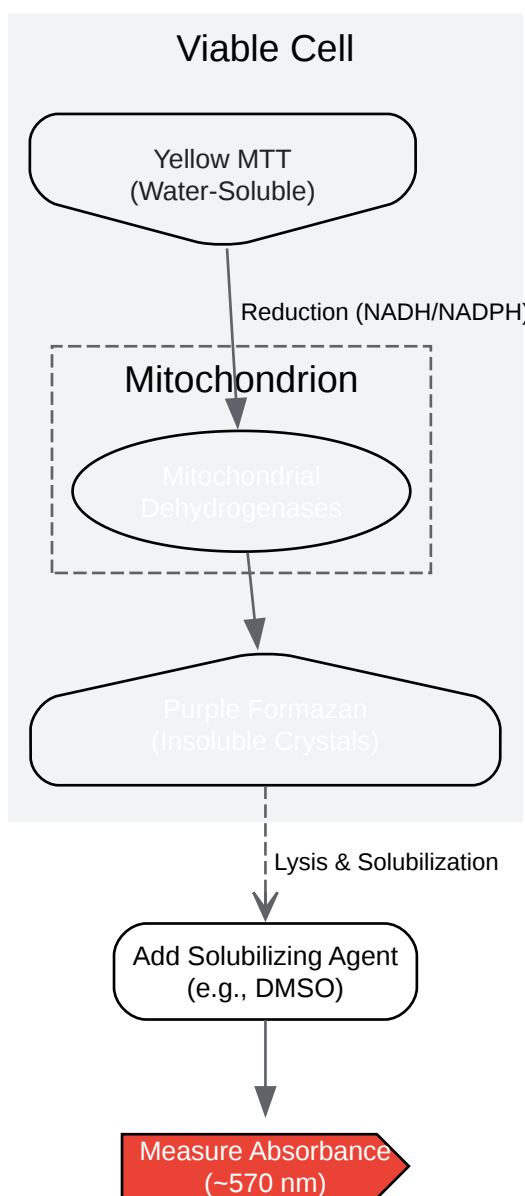 Viable Cell
Yellow MTT
(Water-Soluble)
Reduction (NADH/NADPH)
Mitochondrion
Mitochondrial
Dehydrogenases
Purple Formazan
(Insoluble Crystals)
Lysis & Solubilization
Add Solubilizing Agent
(e.g., DMSO)
Measure Absorbance
(~570 nm)